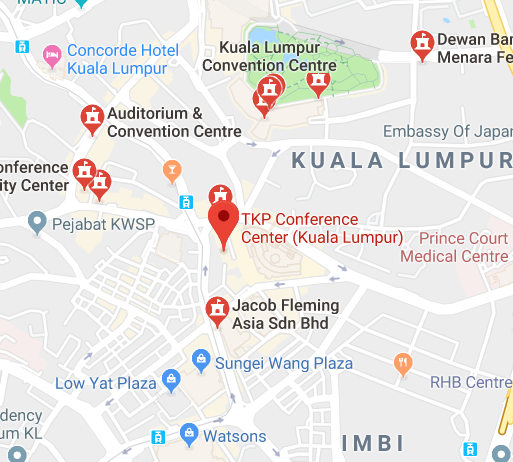 MATIC
Concorde Hotel
Kuala Lumpur
Kuala Lumpur
Convention Centre
Dewan Ban
Menara Fe
Auditorium &
Convention Centre
Embassy Of Japan
KUALA LUMPUR
onference
ity Center
Pejabat KWSP
TKP Conference
Center (Kuala Lumpur)
Prince Court
Medical Centre
Jacob Fleming
Asia Sdn Bhd
Sungei Wang Plaza
Low Yat Plaza
RHB Centre
idency
um KL
Watsons
IMBI